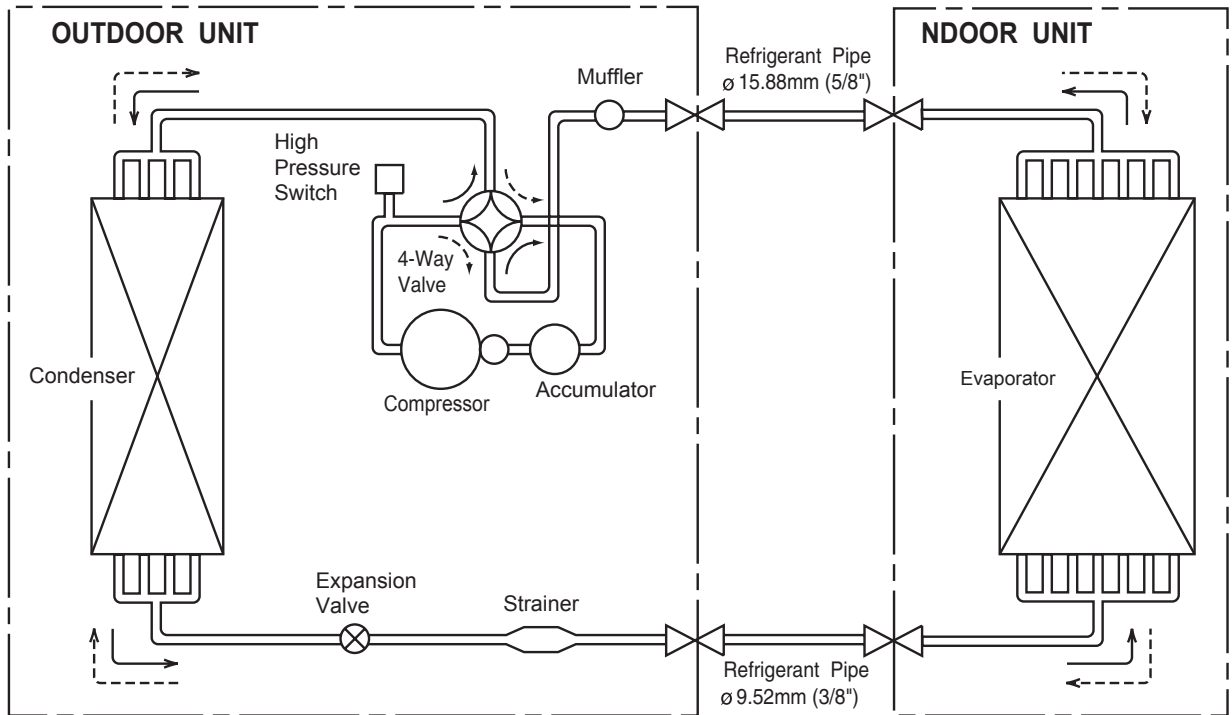 OUTDOOR UNIT
NDOOR UNIT
Refrigerant Pipe
ø 15.88mm (5/8")
Muffler
High
Pressure
Switch
4-Way
Valve
Condenser
Compressor
Accumulator
Evaporator
Expansion
Valve
Strainer
Refrigerant Pipe
ø 9.52mm (3/8")